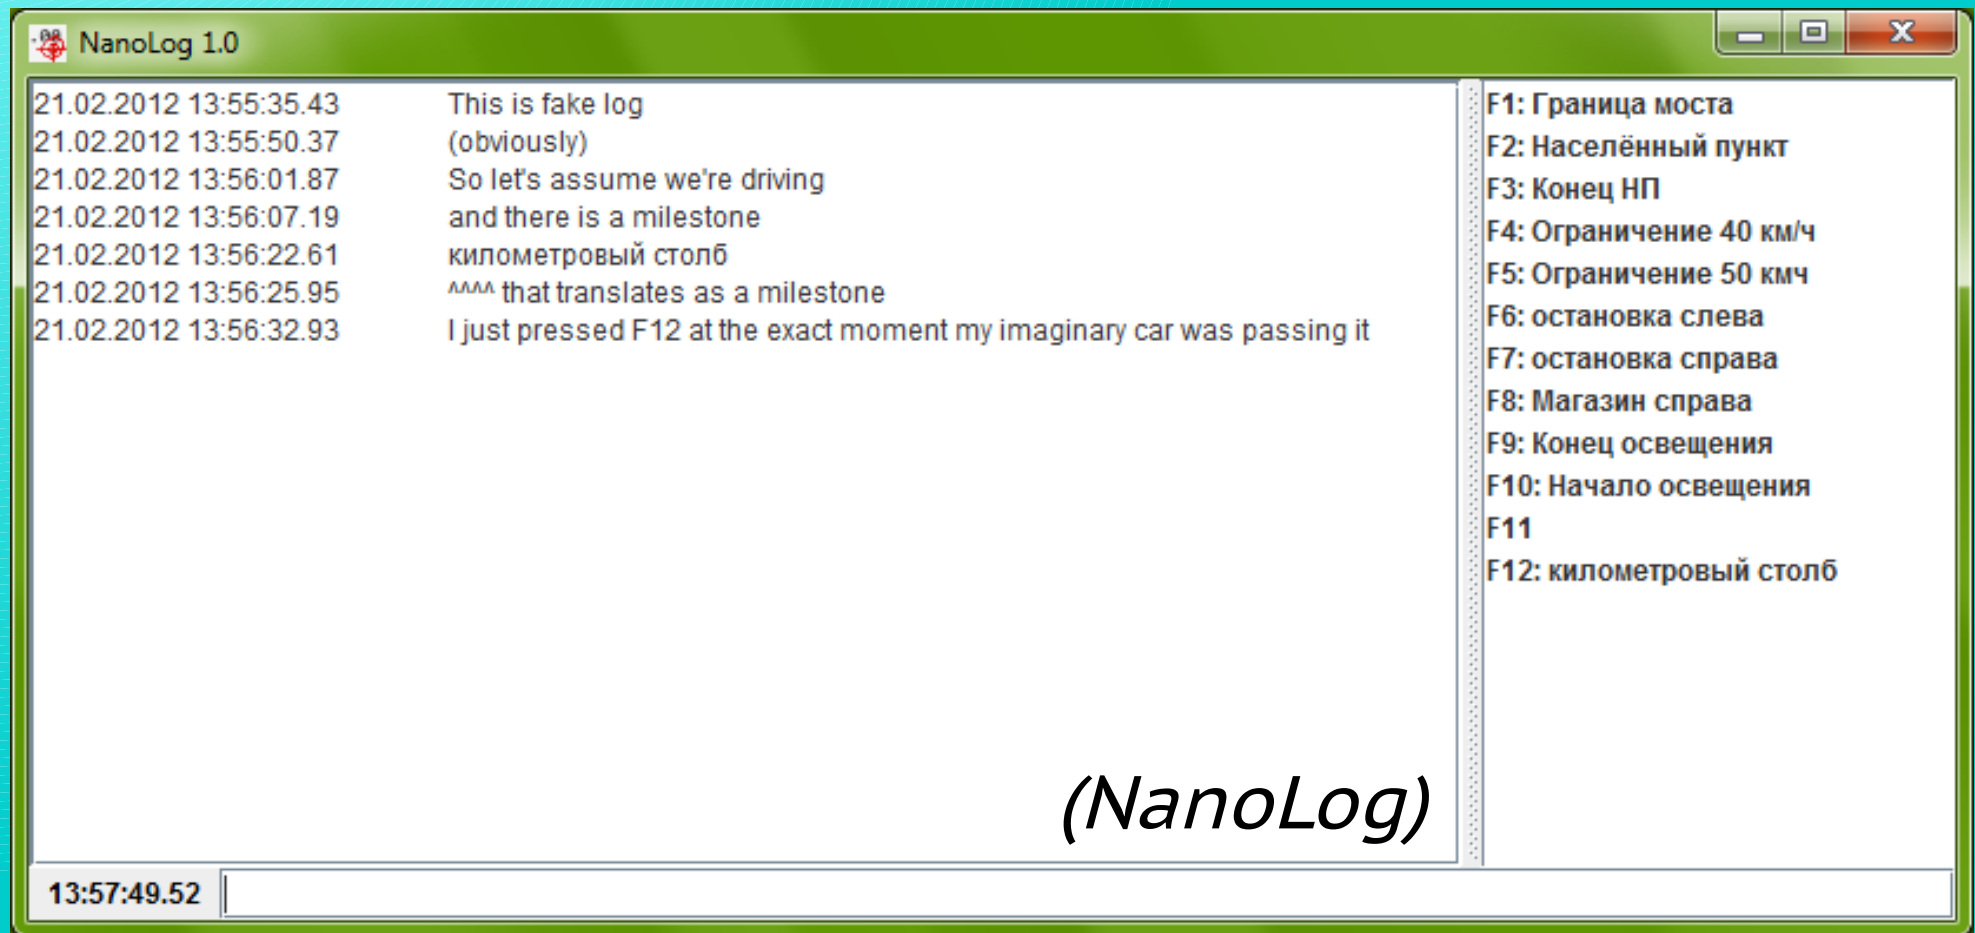 NanoLog 1.0
21.02.2012 13:55:35.43 This is fake log
21.02.2012 13:55:50.37 (obviously)
21.02.2012 13:56:01.87 So let's assume we're driving
21.02.2012 13:56:07.19 and there is a milestone
21.02.2012 13:56:22.61 километровый столб
21.02.2012 13:56:25.95 ^^^^ that translates as a milestone
21.02.2012 13:56:32.93 I just pressed F12 at the exact moment my imaginary car was passing it
F1: Граница моста
F2: Населённый пункт
F3: Конец НП
F4: Ограничение 40 км/ч
F5: Ограничение 50 кмч
F6: остановка слева
F7: остановка справа
F8: Магазин справа
F9: Конец освещения
F10: Начало освещения
F11
F12: километровый столб
(NanoLog)
13:57:49.52